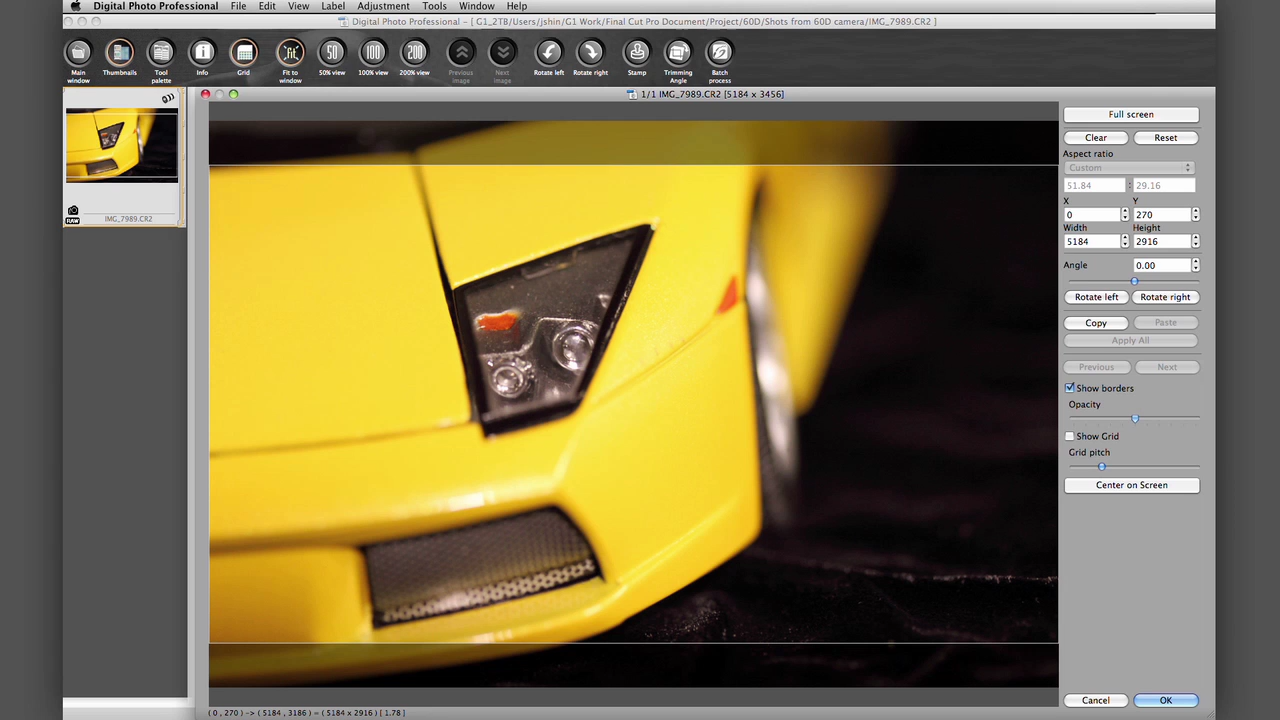 Digital Photo Professional File Edit View Label Adjustment Tools Window Help
Digital Photo Professional – [ G1_2TB/Users/jshin/G1 Work/Final Cut Pro Document/Project/60D/Shots from 60D camera/IMG_7989.CR2 ]
50 100 200
fit
Main window
Thumbnails
Tool palette
Info
Grid
Fit to window
50% view
100% view
200% view
Previous image
Next image
Rotate left
Rotate right
Stamp
Trimming Angle
Batch process
1/1 IMG_7989.CR2 [5184 x 3456]
RAW
IMG_7989.CR2
Full screen
Clear Reset
Aspect ratio
Custom
51.84 : 29.16
X Y
0 270
Width Height
5184 2916
Angle 0.00
Rotate left Rotate right
Copy Paste
Apply All
Previous Next
Show borders
Opacity
Show Grid
Grid pitch
Center on Screen
Cancel OK
( 0 , 270 ) -> ( 5184 , 3186 ) = ( 5184 x 2916 ) [ 1.78 ]